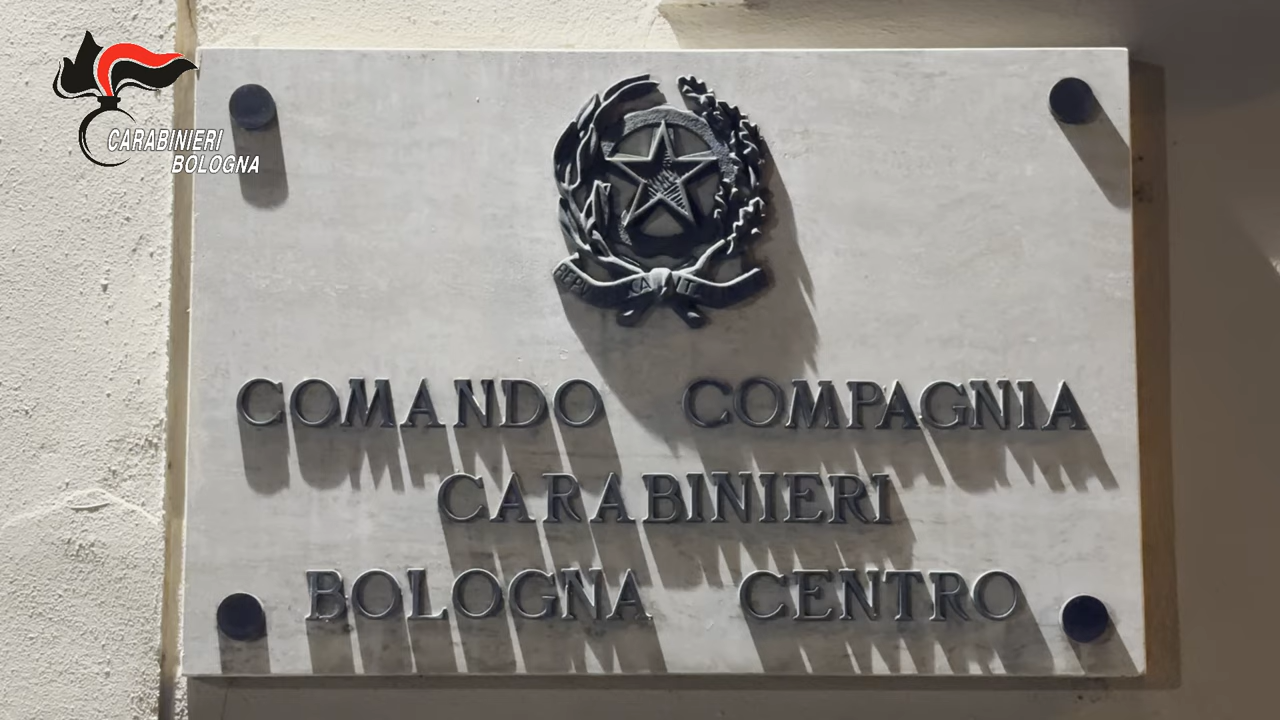 CARABINIERI
BOLOGNA
COMANDO COMPAGNIA
CARABINIERI
BOLOGNA CENTRO